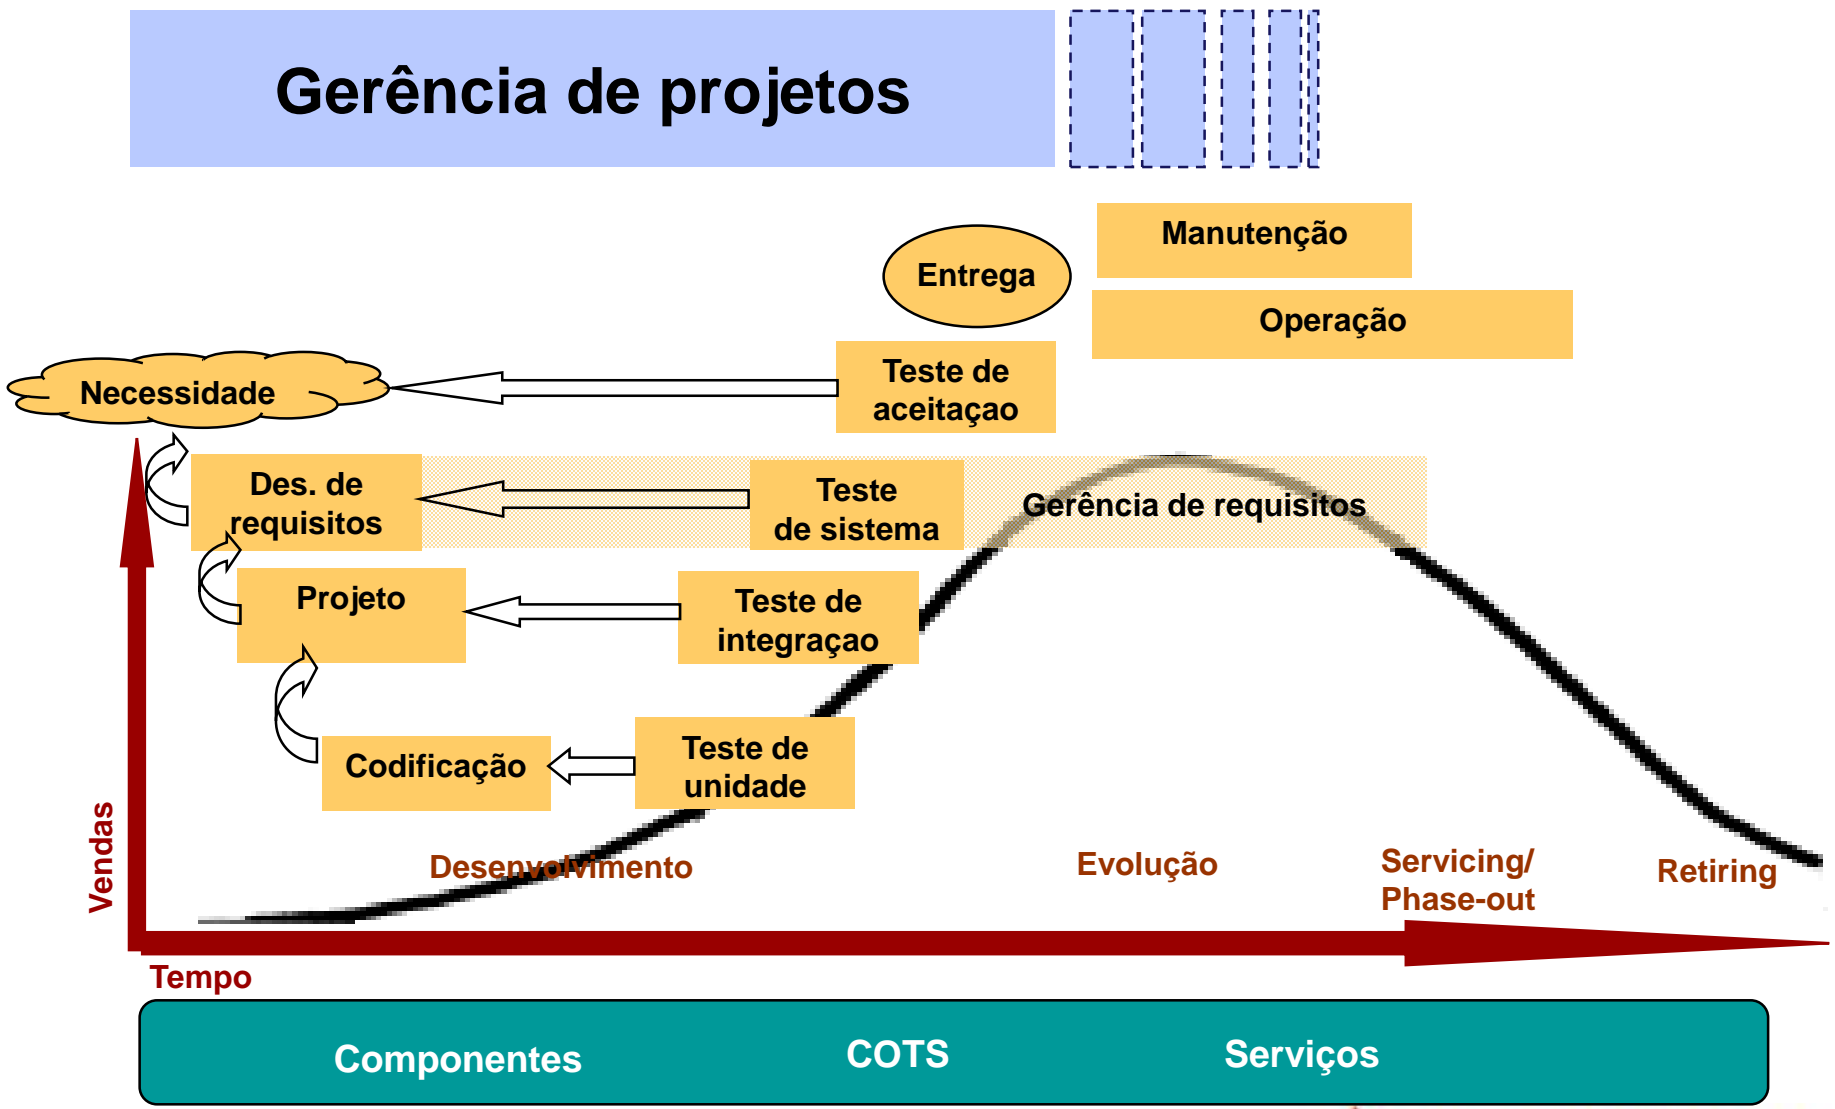 Gerência de projetos
Manutenção
Entrega
Operação
Necessidade
Teste de
aceitaçao
Des. de
requisitos
Teste
de sistema
Gerência de requisitos
Projeto
Teste de
integraçao
Codificação
Teste de
unidade
Vendas
Desenvolvimento
Evolução
Servicing/
Phase-out
Retiring
Tempo
Componentes
COTS
Serviços